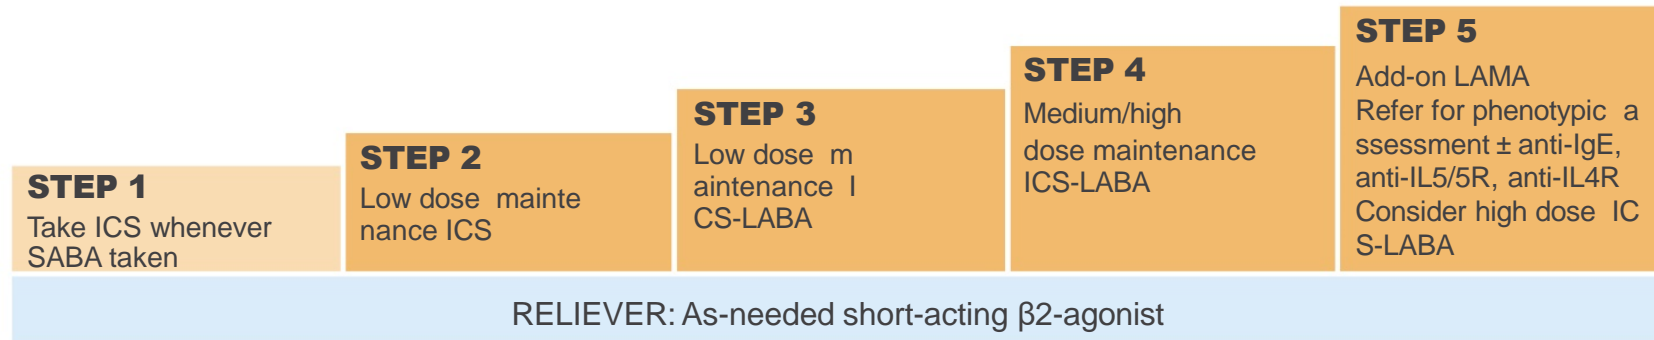 STEP 1
Take ICS whenever
SABA taken
STEP 2
Low dose mainte
nance ICS
STEP 3
Low dose m
aintenance I
CS-LABA
STEP 4
Medium/high
dose maintenance
ICS-LABA
STEP 5
Add-on LAMA
Refer for phenotypic a
ssessment ± anti-IgE,
anti-IL5/5R, anti-IL4R
Consider high dose IC
S-LABA
RELIEVER: As-needed short-acting β2-agonist